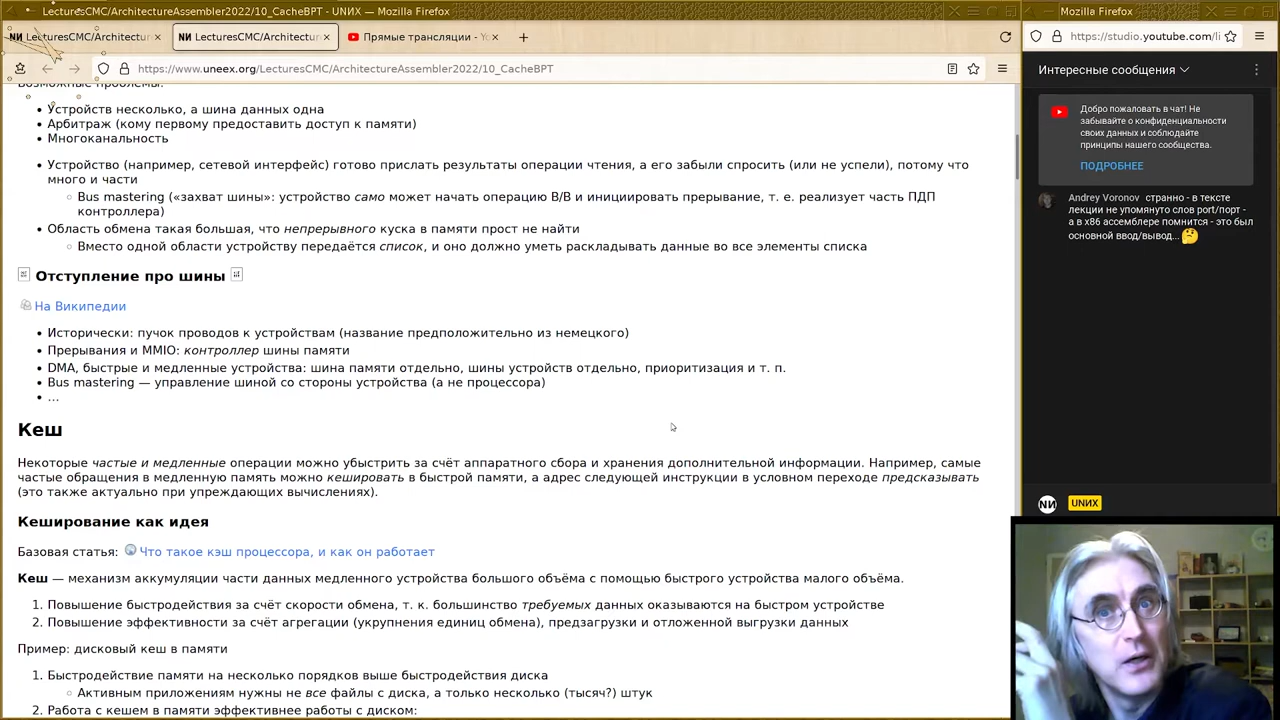 LecturesCMC/ArchitectureAssembler2022/10_CacheBPT - UNИX — Mozilla Firefox
Mozilla Firefox
NИ LecturesCMC/Architectur ×
NИ LecturesCMC/Architectur ×
Прямые трансляции - Yo ×
https://www.uneex.org/LecturesCMC/ArchitectureAssembler2022/10_CacheBPT
https://studio.youtube.com/li
Возможные проблемы:
• Устройств несколько, а шина данных одна
• Арбитраж (кому первому предоставить доступ к памяти)
• Многоканальность
• Устройство (например, сетевой интерфейс) готово прислать результаты операции чтения, а его забыли спросить (или не успели), потому что
много и части
◦ Bus mastering («захват шины»: устройство само может начать операцию В/В и инициировать прерывание, т. е. реализует часть ПДП
контроллера)
• Область обмена такая большая, что непрерывного куска в памяти прост не найти
◦ Вместо одной области устройству передаётся список, и оно должно уметь раскладывать данные во все элементы списка
Отступление про шины
На Википедии
• Исторически: пучок проводов к устройствам (название предположительно из немецкого)
• Прерывания и MMIO: контроллер шины памяти
• DMA, быстрые и медленные устройства: шина памяти отдельно, шины устройств отдельно, приоритизация и т. п.
• Bus mastering — управление шиной со стороны устройства (а не процессора)
• …
Кеш
Некоторые частые и медленные операции можно убыстрить за счёт аппаратного сбора и хранения дополнительной информации. Например, самые
частые обращения в медленную память можно кешировать в быстрой памяти, а адрес следующей инструкции в условном переходе предсказывать
(это также актуально при упреждающих вычислениях).
Кеширование как идея
Базовая статья: Что такое кэш процессора, и как он работает
Кеш — механизм аккумуляции части данных медленного устройства большого объёма с помощью быстрого устройства малого объёма.
1. Повышение быстродействия за счёт скорости обмена, т. к. большинство требуемых данных оказываются на быстром устройстве
2. Повышение эффективности за счёт агрегации (укрупнения единиц обмена), предзагрузки и отложенной выгрузки данных
Пример: дисковый кеш в памяти
1. Быстродействие памяти на несколько порядков выше быстродействия диска
◦ Активным приложениям нужны не все файлы с диска, а только несколько (тысяч?) штук
2. Работа с кешем в памяти эффективнее работы с диском:
Интересные сообщения
Добро пожаловать в чат! Не
забывайте о конфиденциальности
своих данных и соблюдайте
принципы нашего сообщества.
ПОДРОБНЕЕ
Andrey Voronov странно - в тексте
лекции не упомянуто слов port/порт -
а в x86 ассемблере помнится - это был
основной ввод/вывод...
NИ UNИX